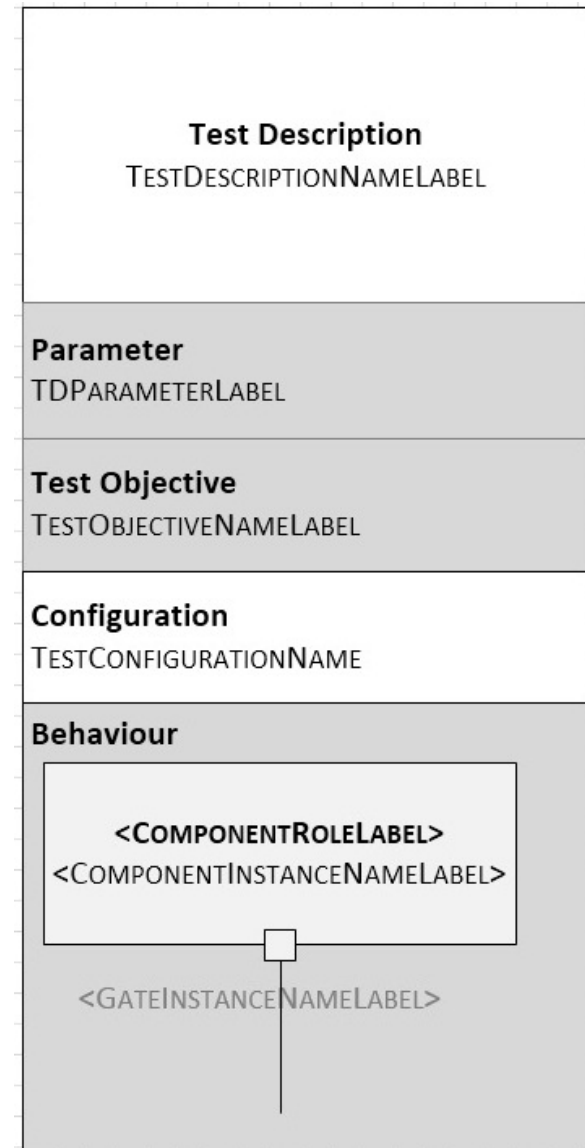 Test Description
TESTDESCRIPTIONNAMELABEL
Parameter
TDPARAMETERLABEL
Test Objective
TESTOBJECTIVENAMELABEL
Configuration
TESTCONFIGURATIONNAME
Behaviour
<COMPONENTROLELABEL>
<COMPONENTINSTANCENAMELABEL>
<GATEINSTANCENAMELABEL>